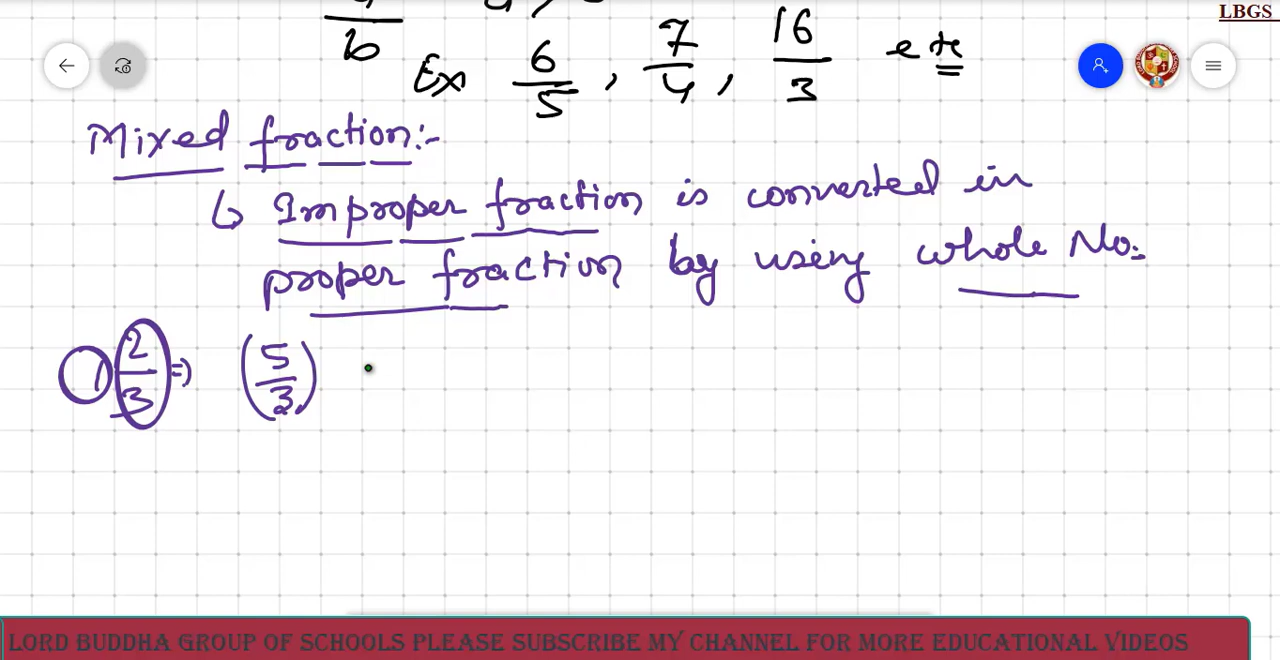 LBGS
b
Ex 6/5, 7/4, 16/3 etc
Mixed fraction:-
↳ Improper fraction is converted in
proper fraction by using whole No.
1 2/3 ⇒ (5/3)
LORD BUDDHA GROUP OF SCHOOLS PLEASE SUBSCRIBE MY CHANNEL FOR MORE EDUCATIONAL VIDEOS